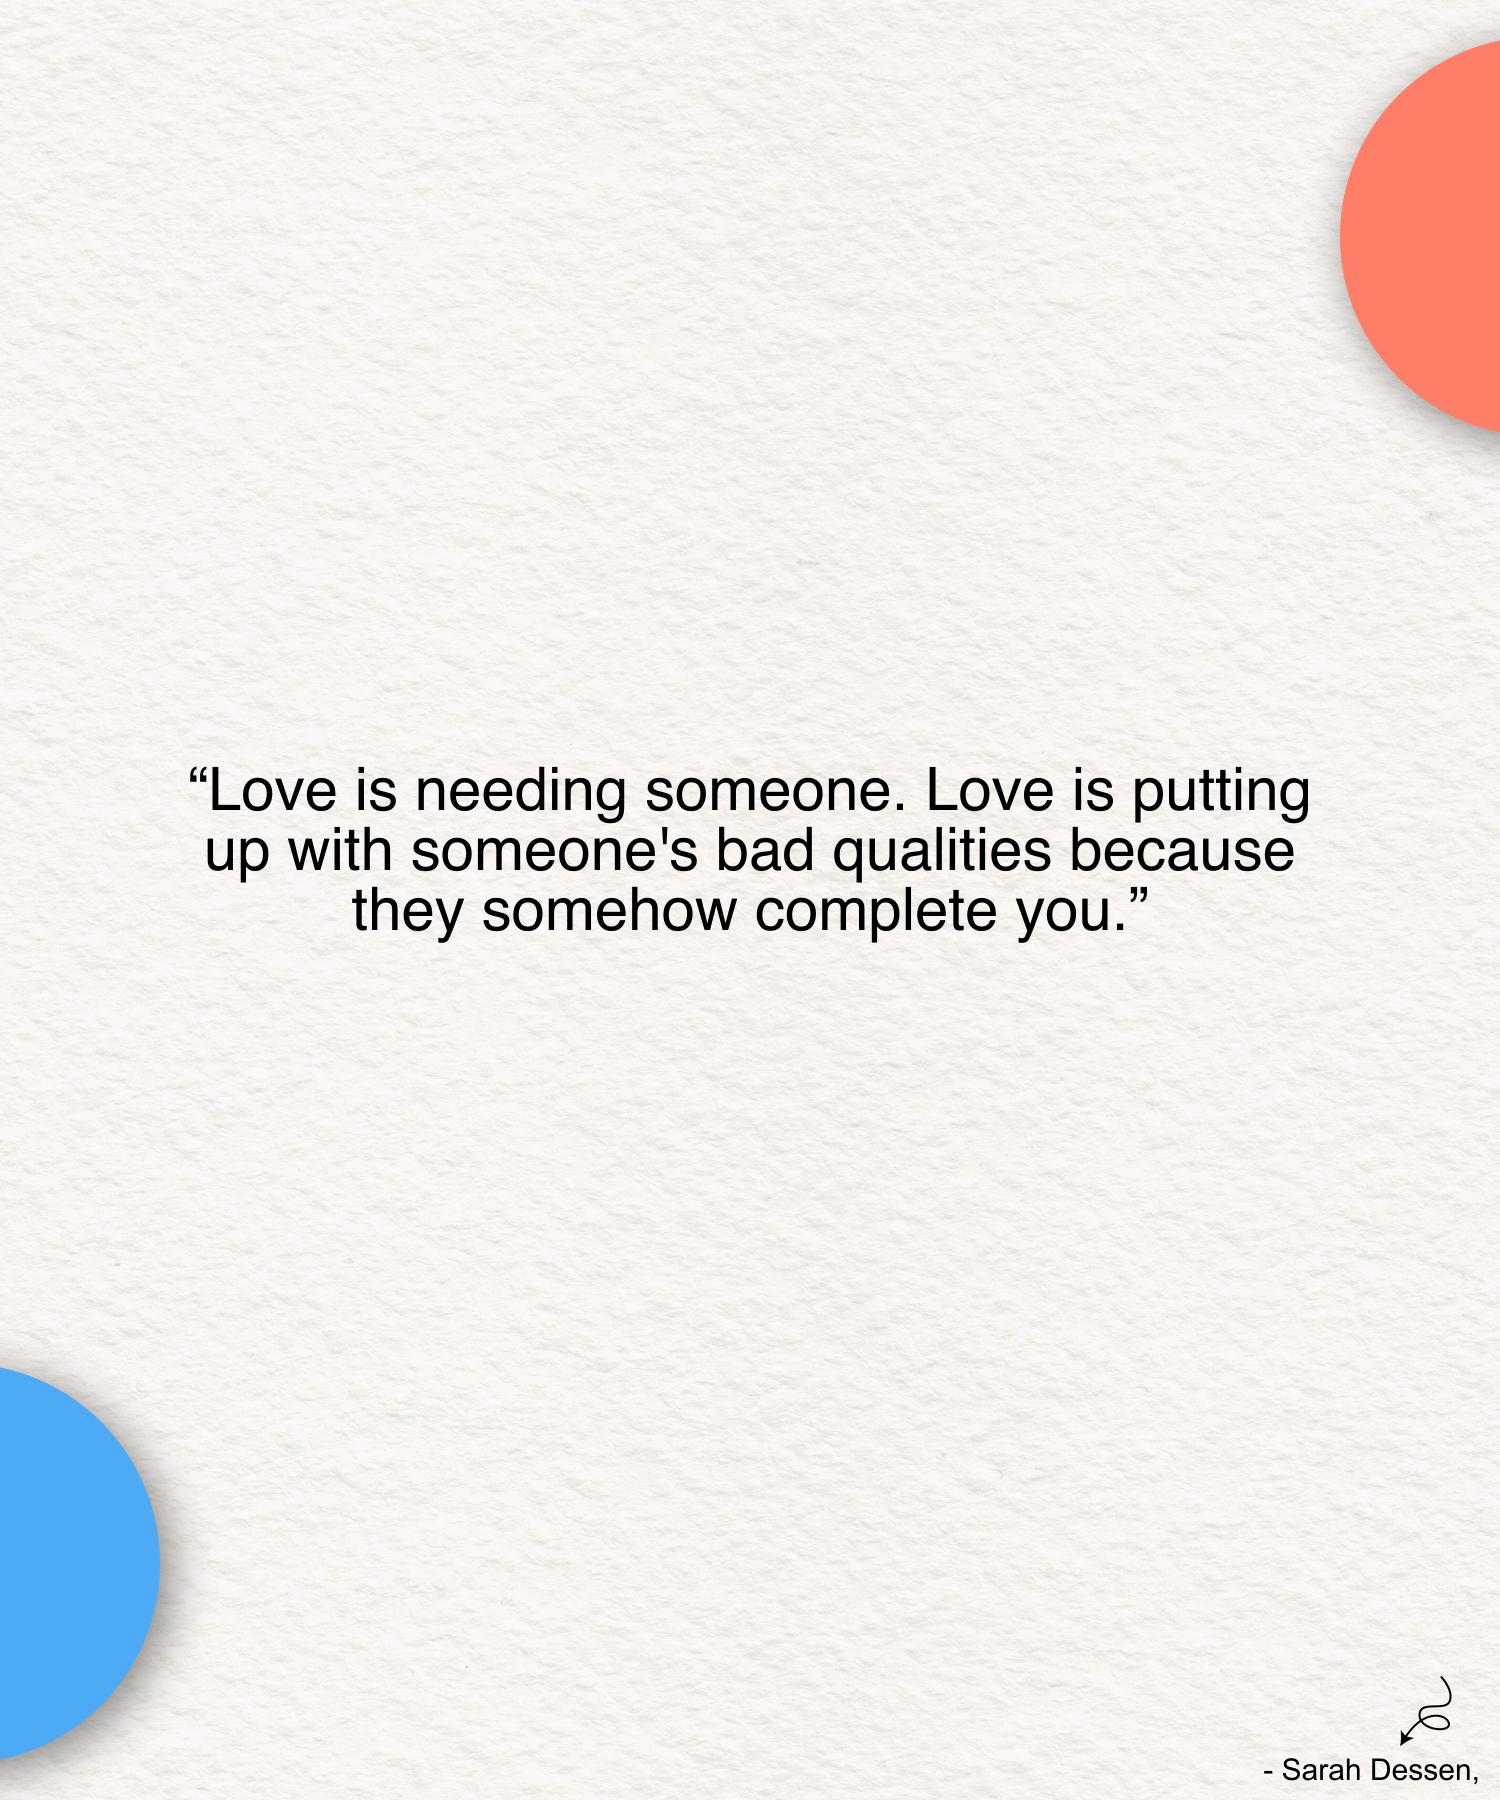 “Love is needing someone. Love is putting
up with someone's bad qualities because
they somehow complete you.”
- Sarah Dessen,